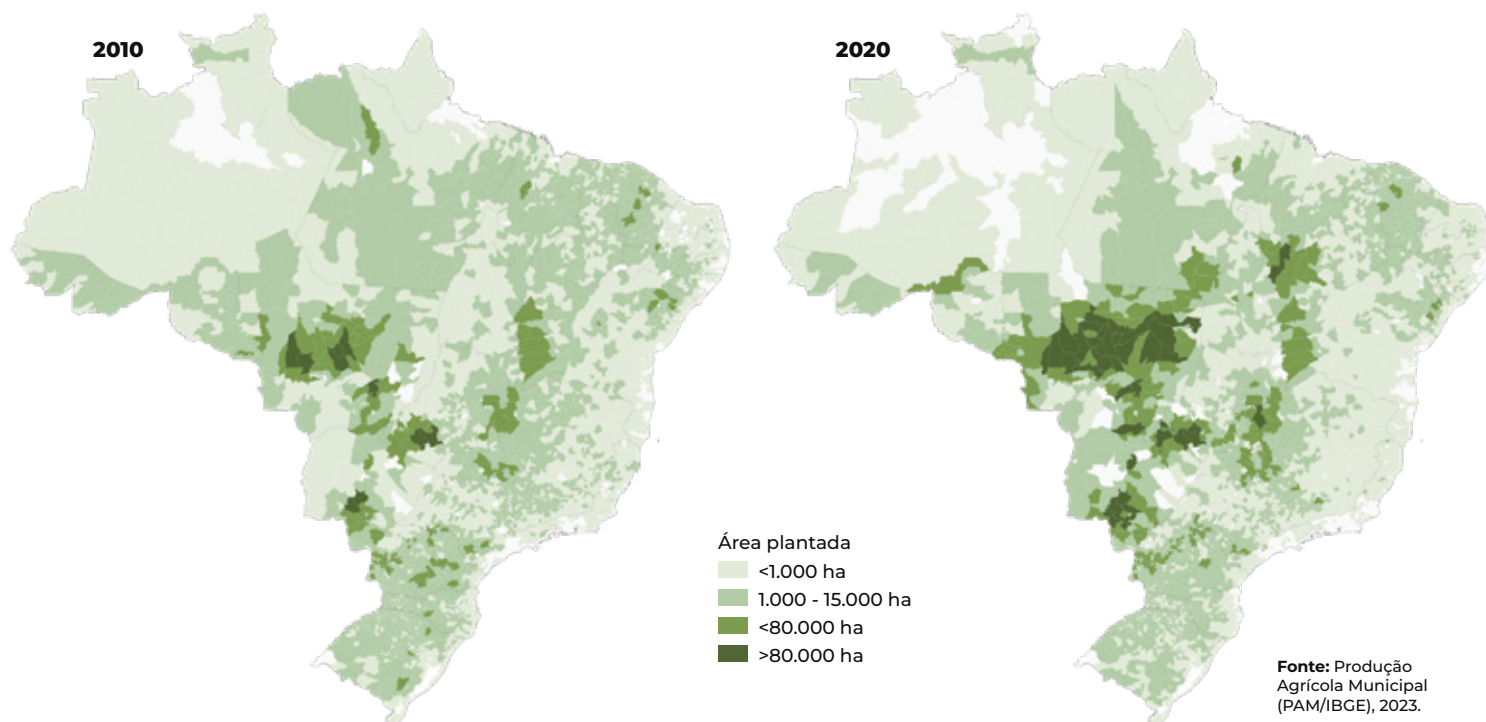 2010
2020
Área plantada
<1.000 ha
1.000 - 15.000 ha
<80.000 ha
>80.000 ha
Fonte: Produção
Agrícola Municipal
(PAM/IBGE), 2023.